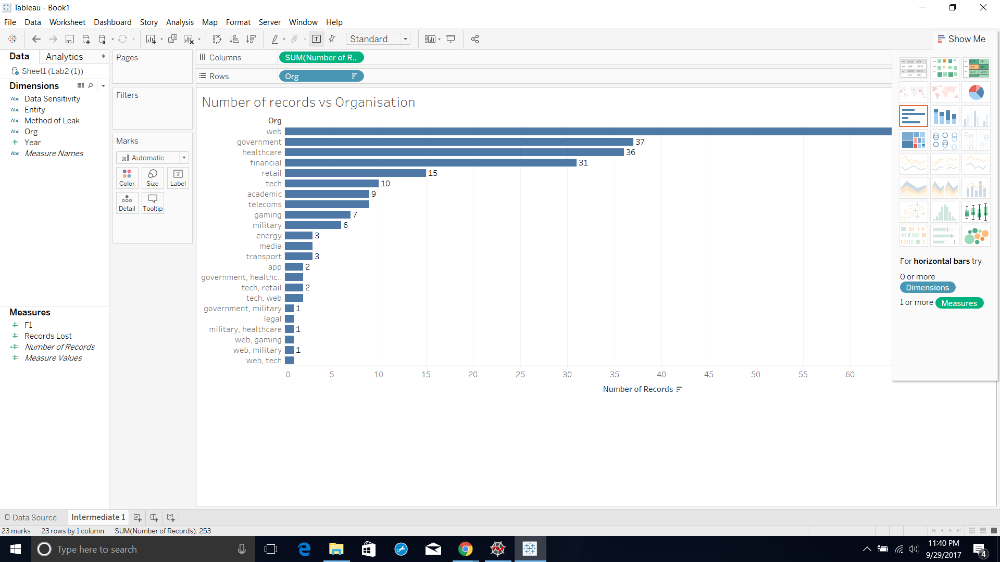 Tableau - Book1
File Data Worksheet Dashboard Story Analysis Map Format Server Window Help
Standard
Show Me
Data Analytics
Sheet1 (Lab2 (1))
Dimensions
Abc Data Sensitivity
Abc Entity
Abc Method of Leak
Abc Org
# Year
Abc Measure Names
Measures
# F1
# Records Lost
=# Number of Records
# Measure Values
Pages
Filters
Marks
Automatic
Color Size Label
Detail Tooltip
Columns SUM(Number of R..
Rows Org
Number of records vs Organisation
Org
web
government 37
healthcare 36
financial 31
retail 15
tech 10
academic 9
telecoms
gaming 7
military 6
energy 3
media
transport 3
app 2
government, healthc..
tech, retail 2
tech, web
government, military 1
legal
military, healthcare 1
web, gaming
web, military 1
web, tech
0 5 10 15 20 25 30 35 40 45 50 55 60
Number of Records
For horizontal bars try
0 or more
Dimensions
1 or more Measures
Data Source Intermediate 1
23 marks 23 rows by 1 column SUM(Number of Records): 253
Type here to search
11:40 PM
9/29/2017
4